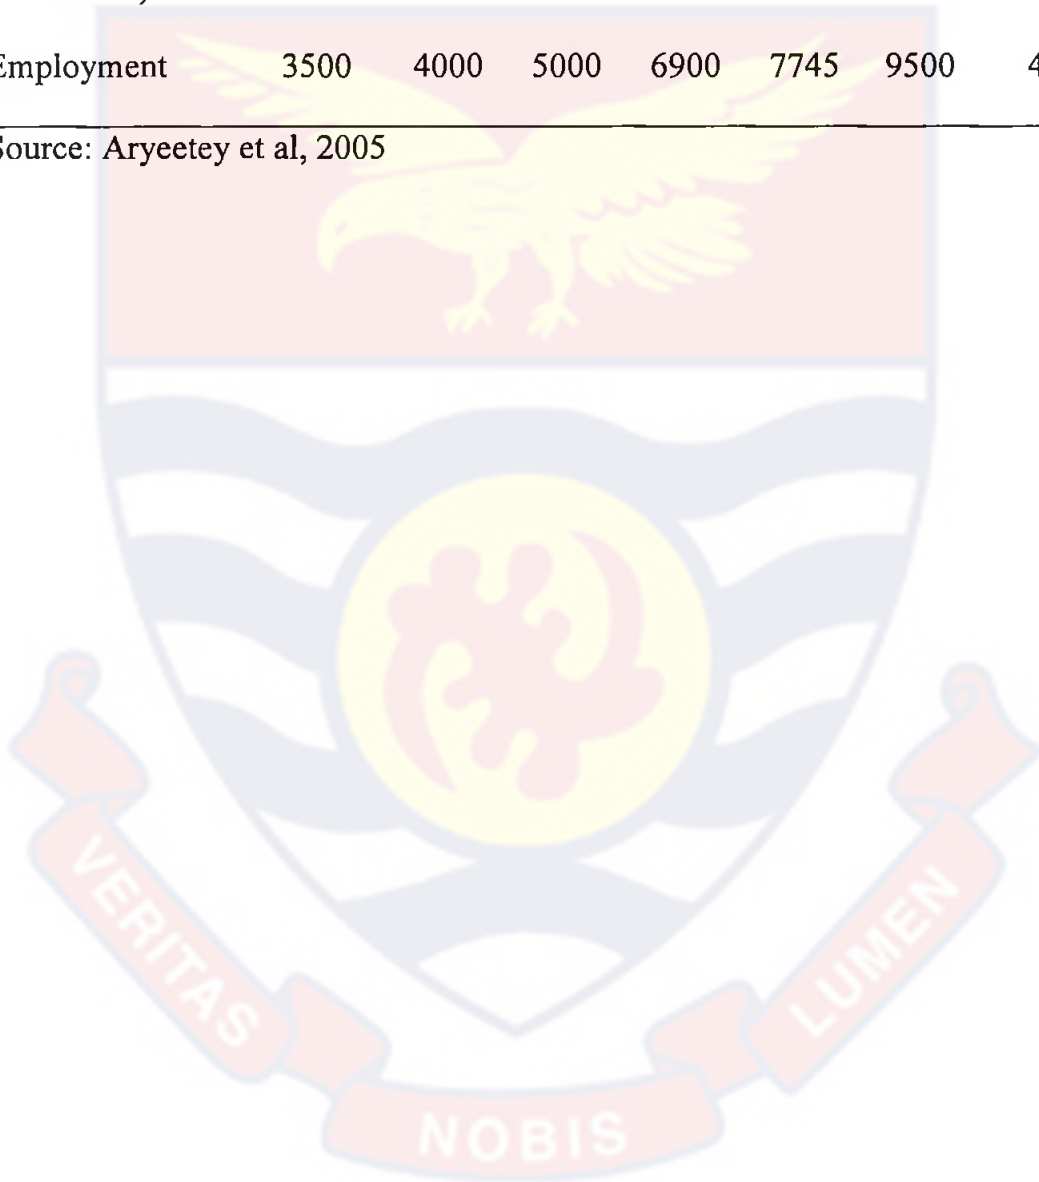 Employment 3500 4000 5000 6900 7745 9500 4
Source: Aryeetey et al, 2005
VERITAS
NOBIS
LUMEN